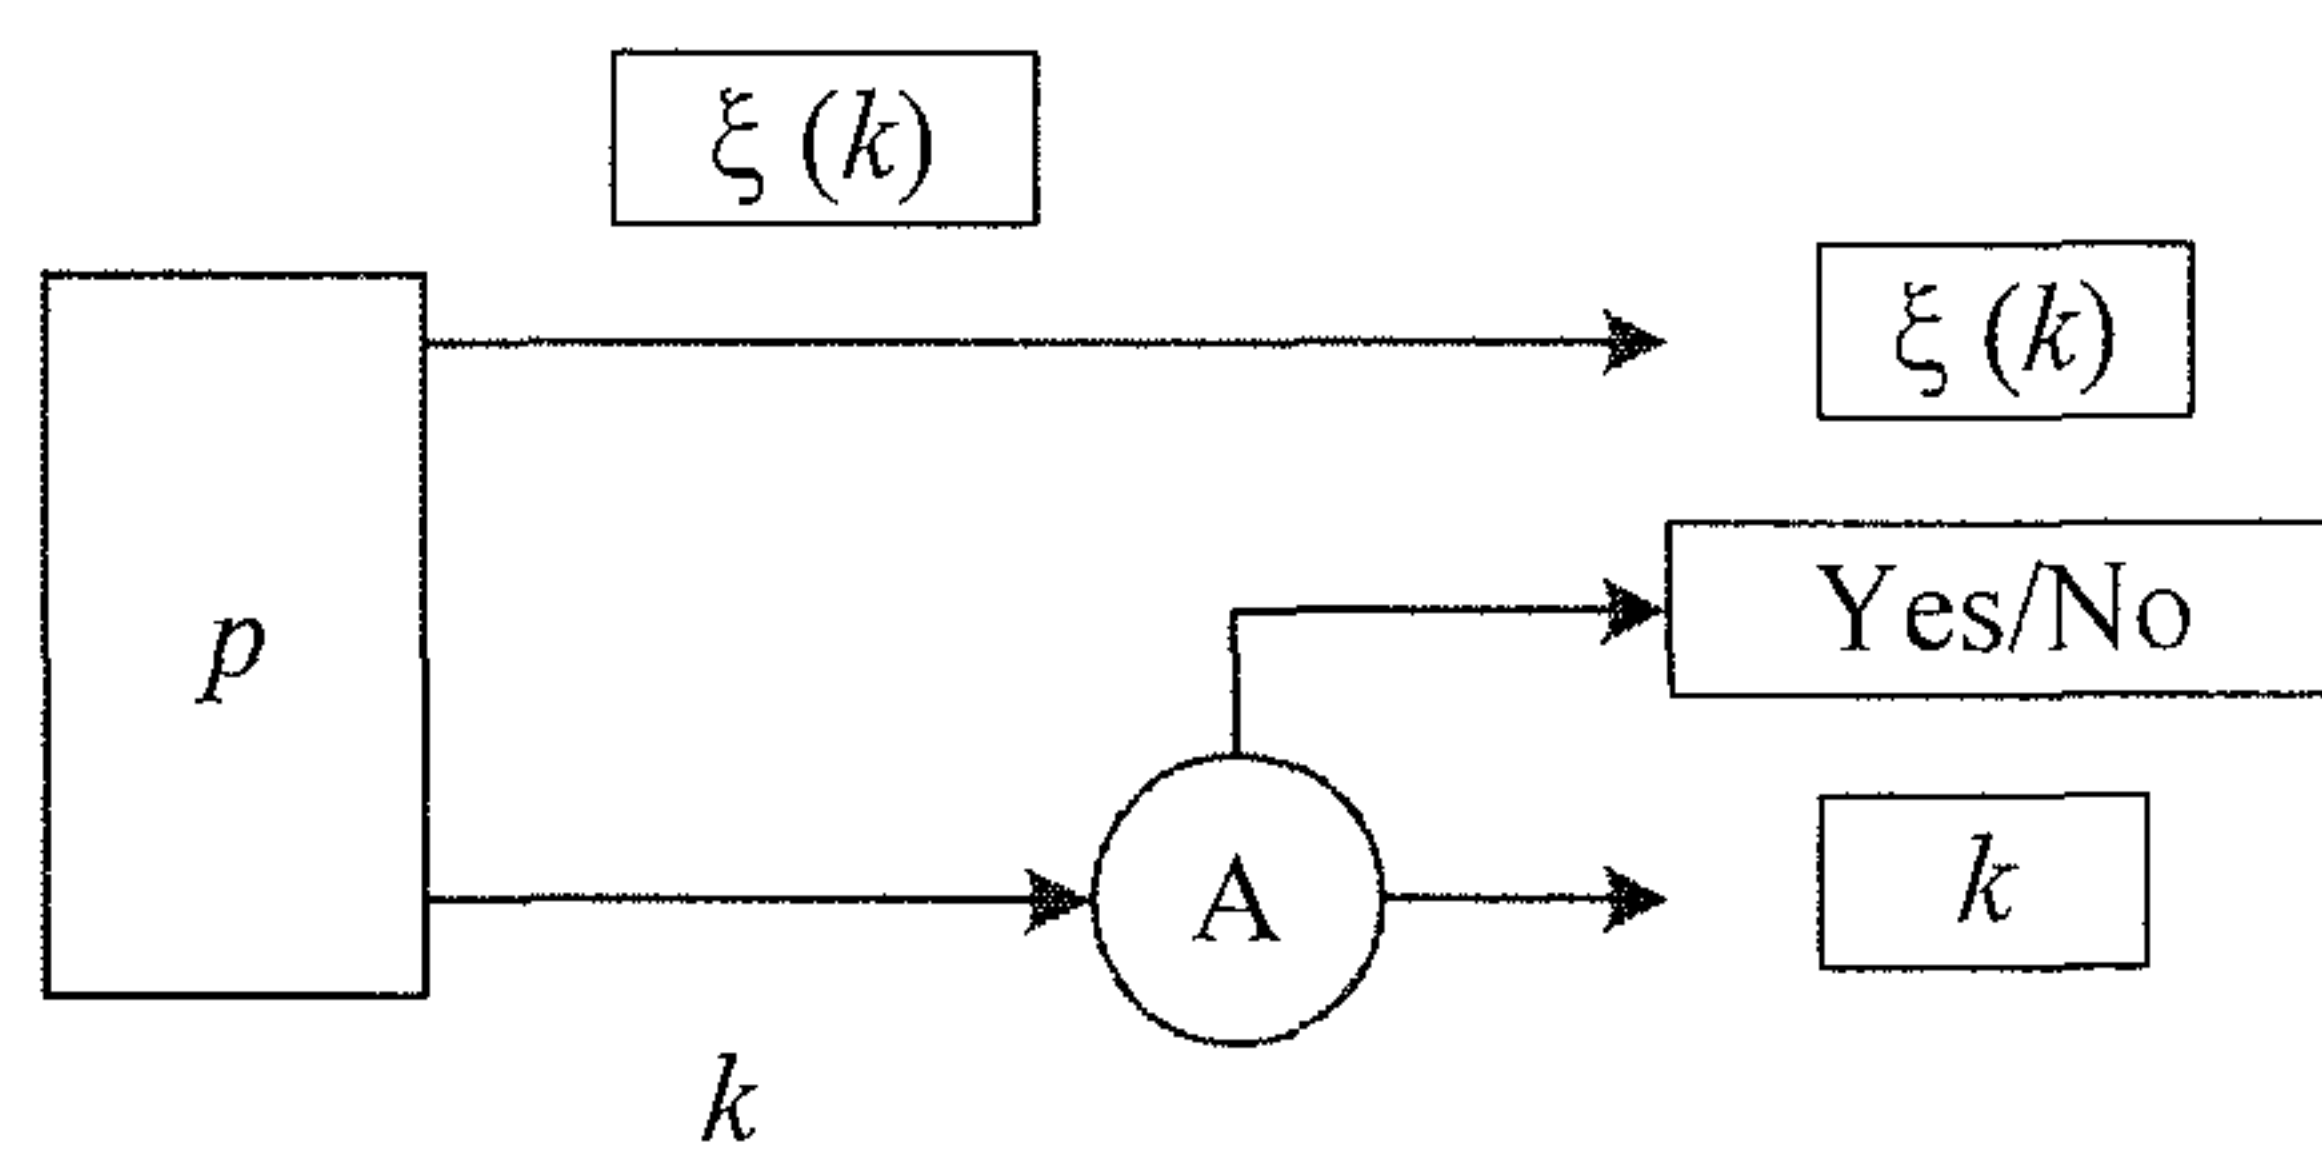 ξ (k)
ξ (k)
p
Yes/No
A
k
k